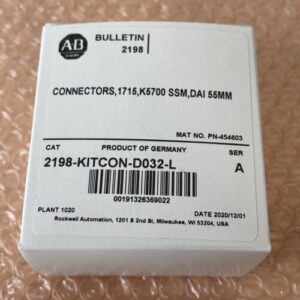 AB
BULLETIN
2198
CONNECTORS,1715,K5700 SSM,DAI 55MM
MAT NO. PN-454603
CAT PRODUCT OF GERMANY SER
2198-KITCON-D032-L A
00191326369022
PLANT 1020 DATE 2020/12/01
Rockwell Automation, 1201 S 2nd St, Milwaukee, WI 53204, USA